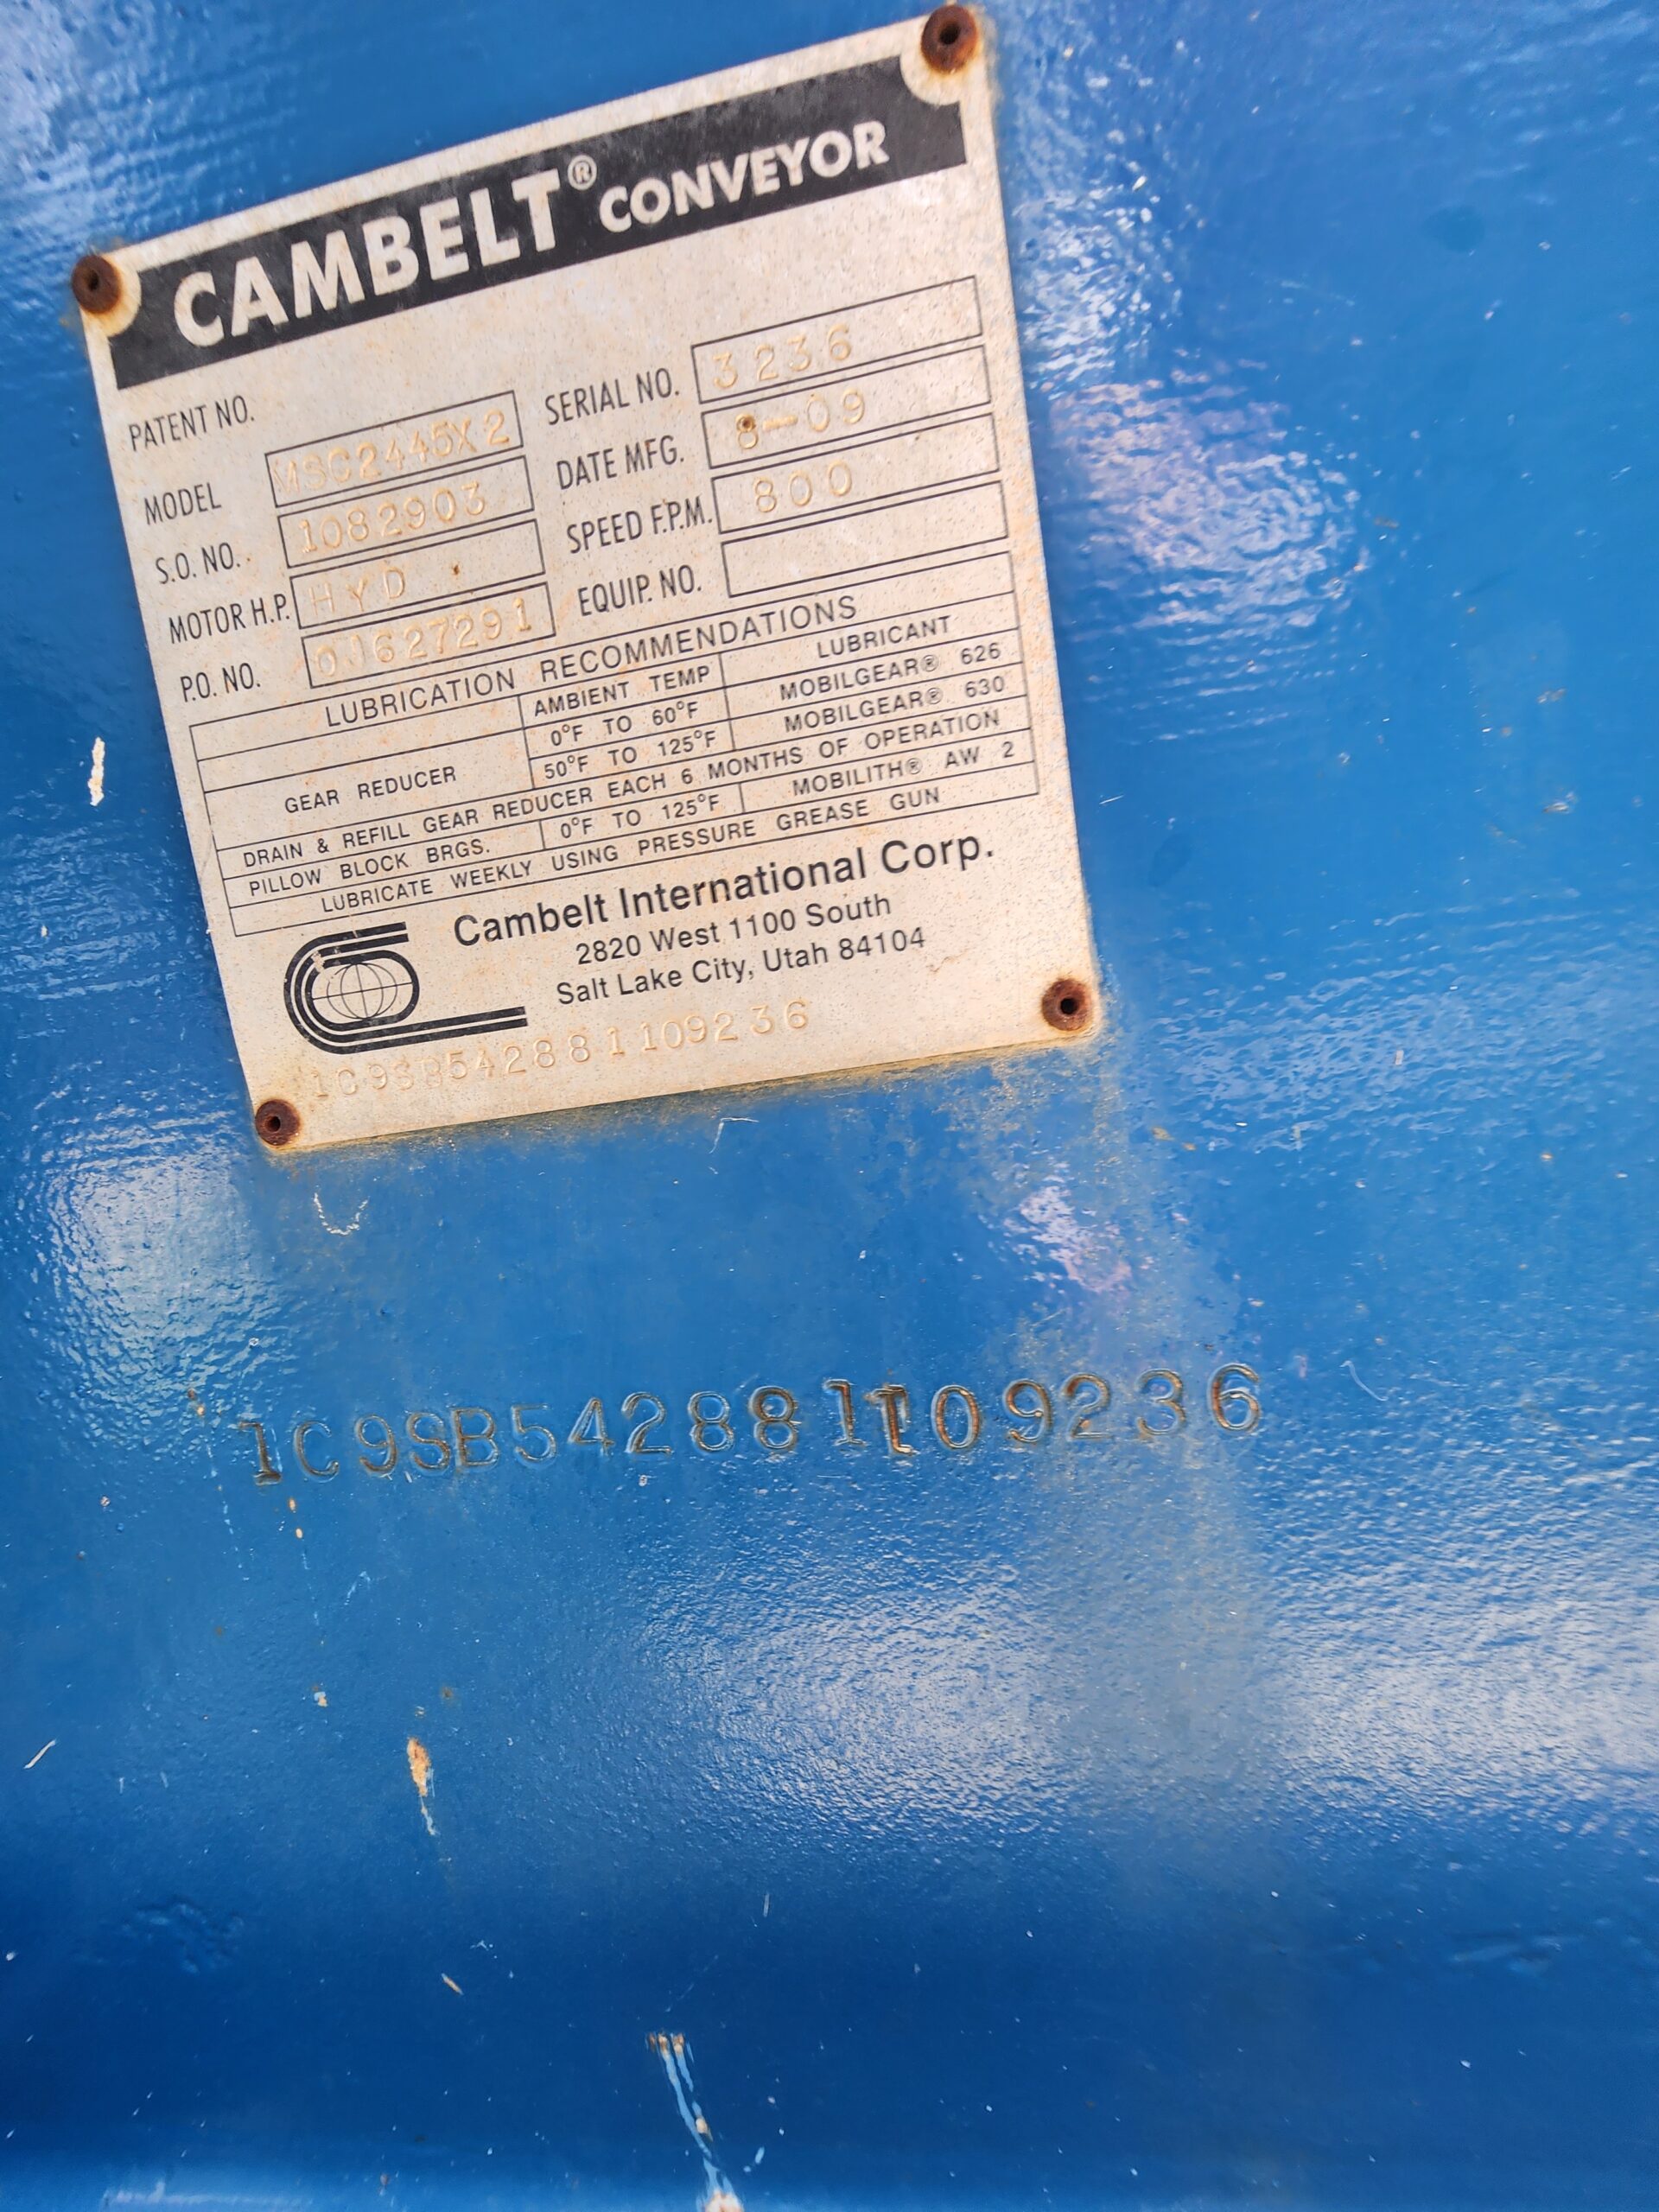 CAMBELT® CONVEYOR
PATENT NO.
MODEL MSC2445X2
S.O. NO. 1082903
MOTOR H.P. HYD
P.O. NO. 0J627291
SERIAL NO. 3236
DATE MFG. 8-09
SPEED F.P.M. 800
EQUIP. NO.
LUBRICATION RECOMMENDATIONS
AMBIENT TEMP LUBRICANT
GEAR REDUCER
0°F TO 60°F MOBILGEAR® 626
50°F TO 125°F MOBILGEAR® 630
DRAIN & REFILL GEAR REDUCER EACH 6 MONTHS OF OPERATION
PILLOW BLOCK BRGS. 0°F TO 125°F MOBILITH® AW 2
LUBRICATE WEEKLY USING PRESSURE GREASE GUN
Cambelt International Corp.
2820 West 1100 South
Salt Lake City, Utah 84104
1C9SB542881109236
1C9SB542881109236